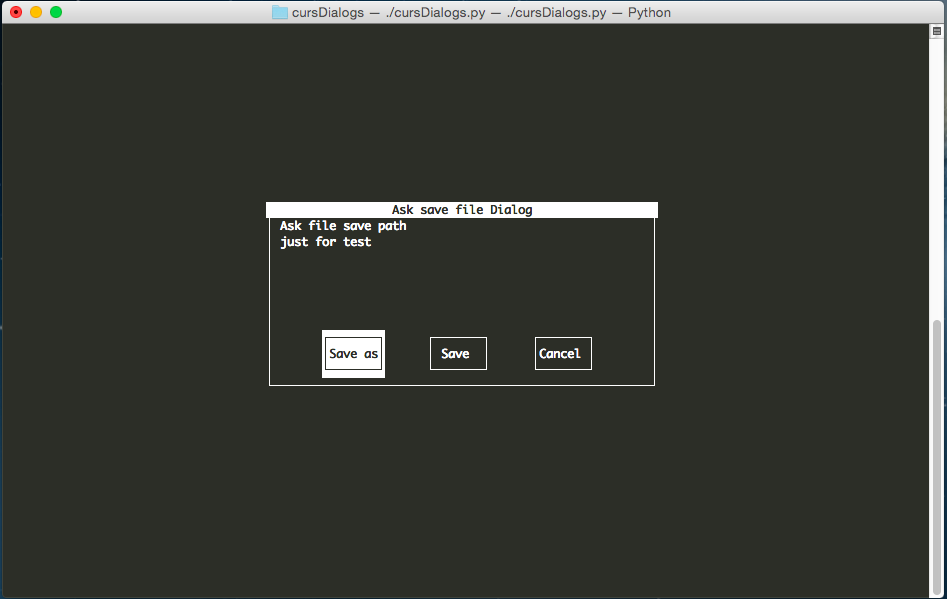 cursDialogs — ./cursDialogs.py — ./cursDialogs.py — Python
Ask save file Dialog
Ask file save path
just for test
Save as
Save
Cancel